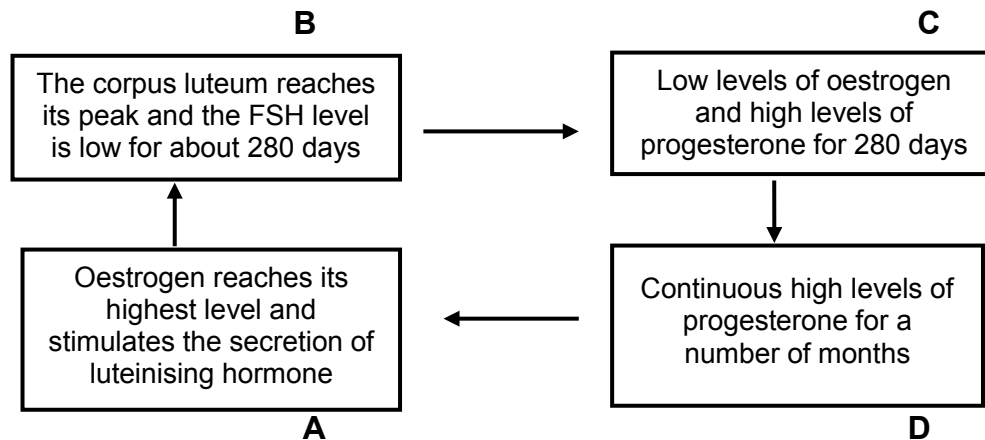 B
The corpus luteum reaches
its peak and the FSH level
is low for about 280 days
C
Low levels of oestrogen
and high levels of
progesterone for 280 days
Oestrogen reaches its
highest level and
stimulates the secretion of
luteinising hormone
A
Continuous high levels of
progesterone for a
number of months
D